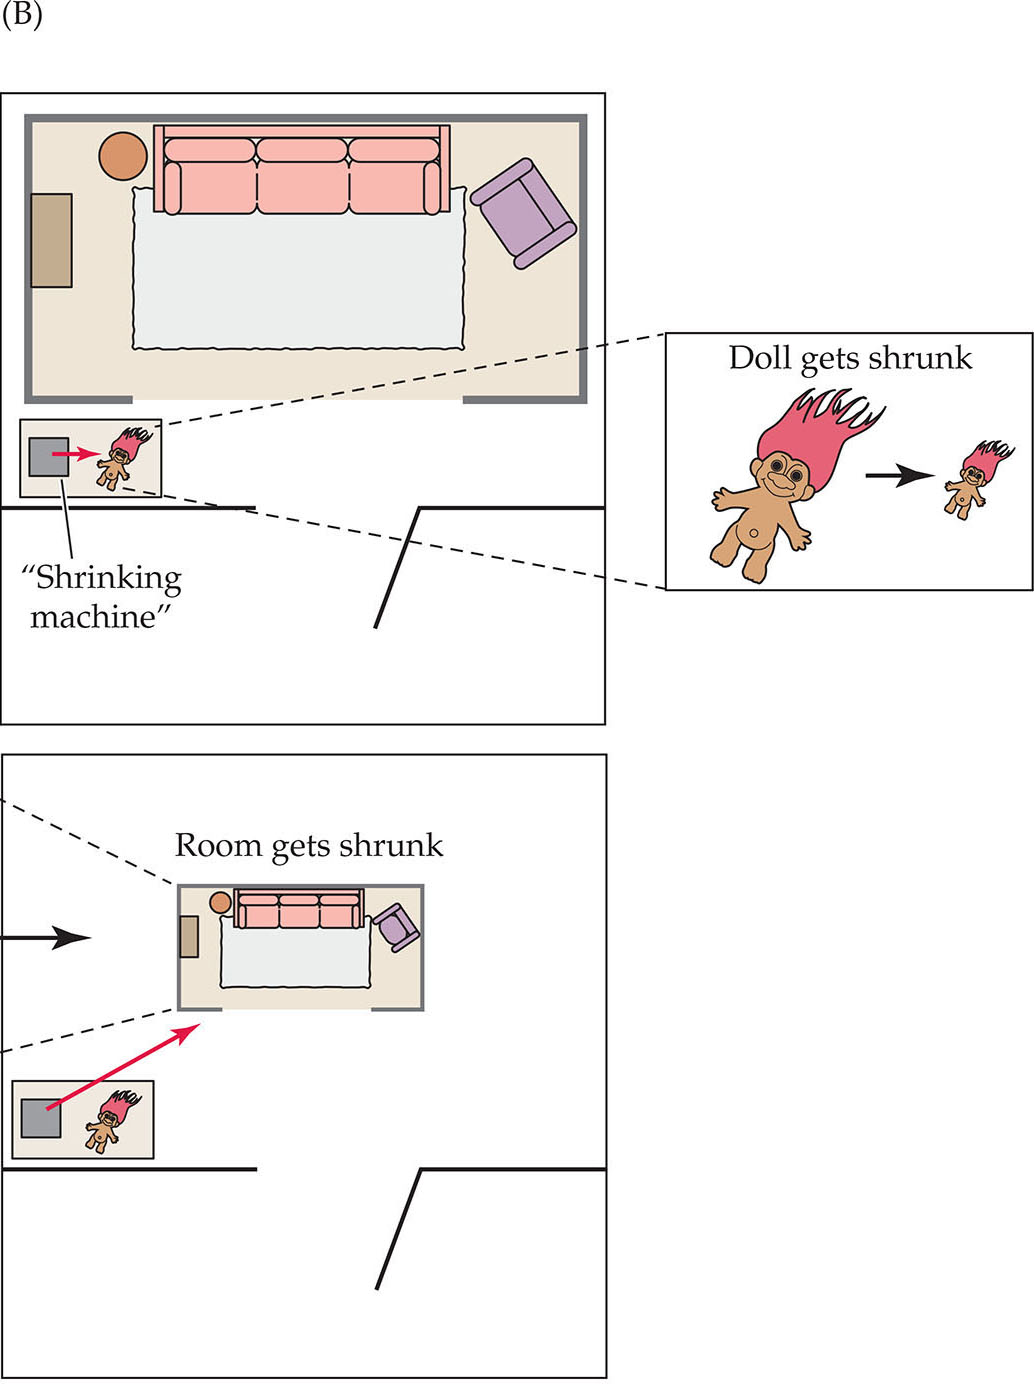 (B)
Doll gets shrunk
“Shrinking
machine”
Room gets shrunk